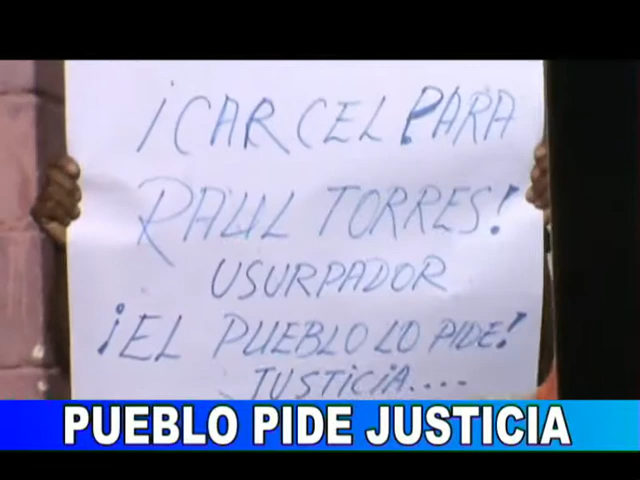 ¡CARCEL PARA
RAUL TORRES!
USURPADOR
¡EL PUEBLO LO PIDE!
JUSTICIA....
PUEBLO PIDE JUSTICIA